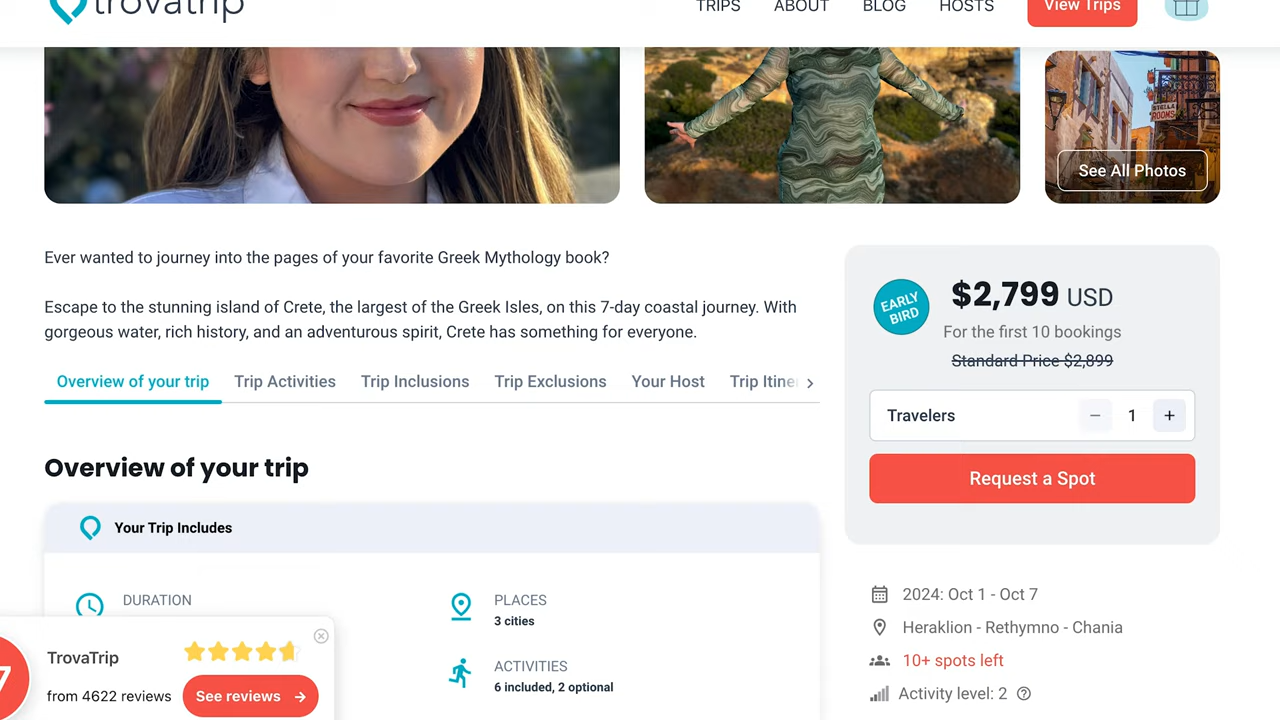 trovatrip
TRIPS ABOUT BLOG HOSTS View Trips
STELLA
ROOMS
See All Photos
Ever wanted to journey into the pages of your favorite Greek Mythology book?
Escape to the stunning island of Crete, the largest of the Greek Isles, on this 7-day coastal journey. With
gorgeous water, rich history, and an adventurous spirit, Crete has something for everyone.
Overview of your trip Trip Activities Trip Inclusions Trip Exclusions Your Host Trip Itine
Overview of your trip
Your Trip Includes
DURATION
PLACES
3 cities
ACTIVITIES
6 included, 2 optional
EARLY
BIRD
$2,799 USD
For the first 10 bookings
Standard Price $2,899
Travelers − 1 +
Request a Spot
2024: Oct 1 - Oct 7
Heraklion - Rethymno - Chania
10+ spots left
Activity level: 2
7
TrovaTrip
from 4622 reviews
See reviews